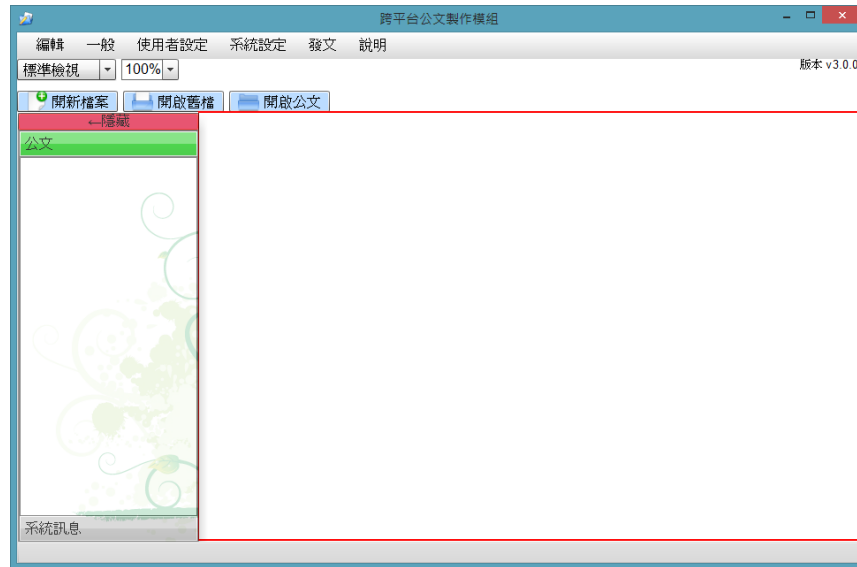 跨平台公文製作模組
編輯 一般 使用者設定 系統設定 發文 說明
標準檢視 100% 版本 v3.0.0
開新檔案 開啟舊檔 開啟公文
←隱藏
公文
系統訊息